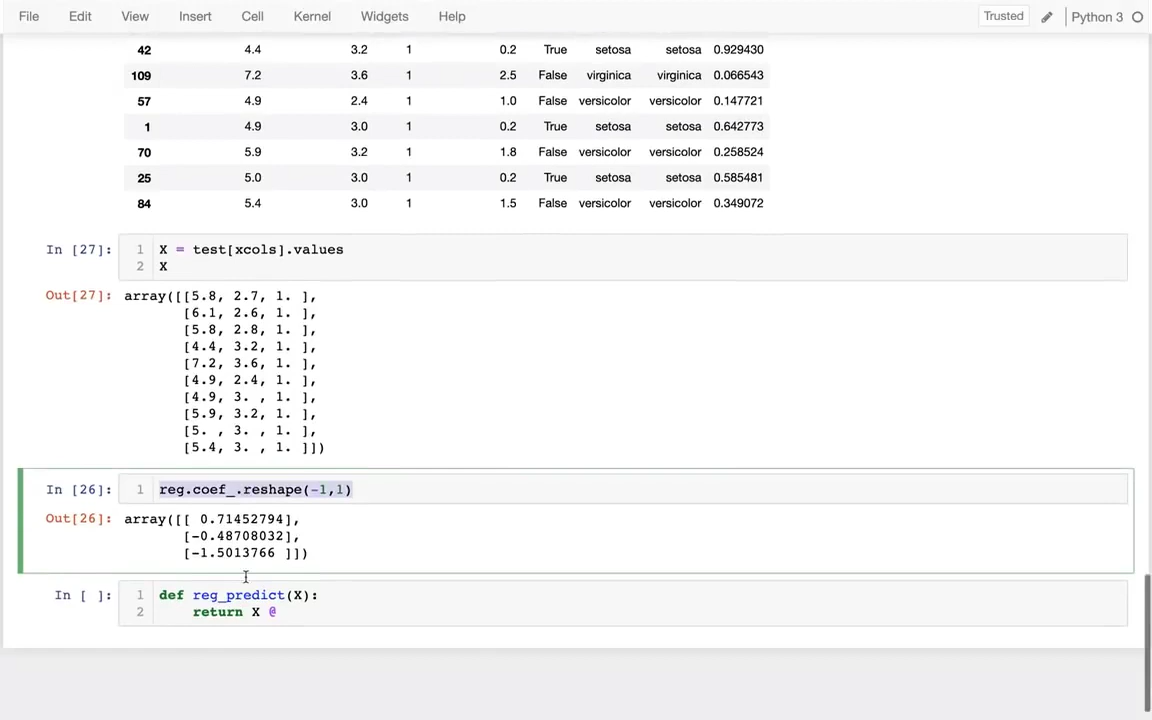 File Edit View Insert Cell Kernel Widgets Help Trusted Python 3
42 4.4 3.2 1 0.2 True setosa setosa 0.929430
109 7.2 3.6 1 2.5 False virginica virginica 0.066543
57 4.9 2.4 1 1.0 False versicolor versicolor 0.147721
1 4.9 3.0 1 0.2 True setosa setosa 0.642773
70 5.9 3.2 1 1.8 False versicolor versicolor 0.258524
25 5.0 3.0 1 0.2 True setosa setosa 0.585481
84 5.4 3.0 1 1.5 False versicolor versicolor 0.349072
In [27]: 1 X = test[xcols].values
2 X
Out[27]: array([[5.8, 2.7, 1. ],
[6.1, 2.6, 1. ],
[5.8, 2.8, 1. ],
[4.4, 3.2, 1. ],
[7.2, 3.6, 1. ],
[4.9, 2.4, 1. ],
[4.9, 3. , 1. ],
[5.9, 3.2, 1. ],
[5. , 3. , 1. ],
[5.4, 3. , 1. ]])
In [26]: 1 reg.coef_.reshape(-1,1)
Out[26]: array([[ 0.71452794],
[-0.48708032],
[-1.5013766 ]])
In [ ]: 1 def reg_predict(X):
2 return X @